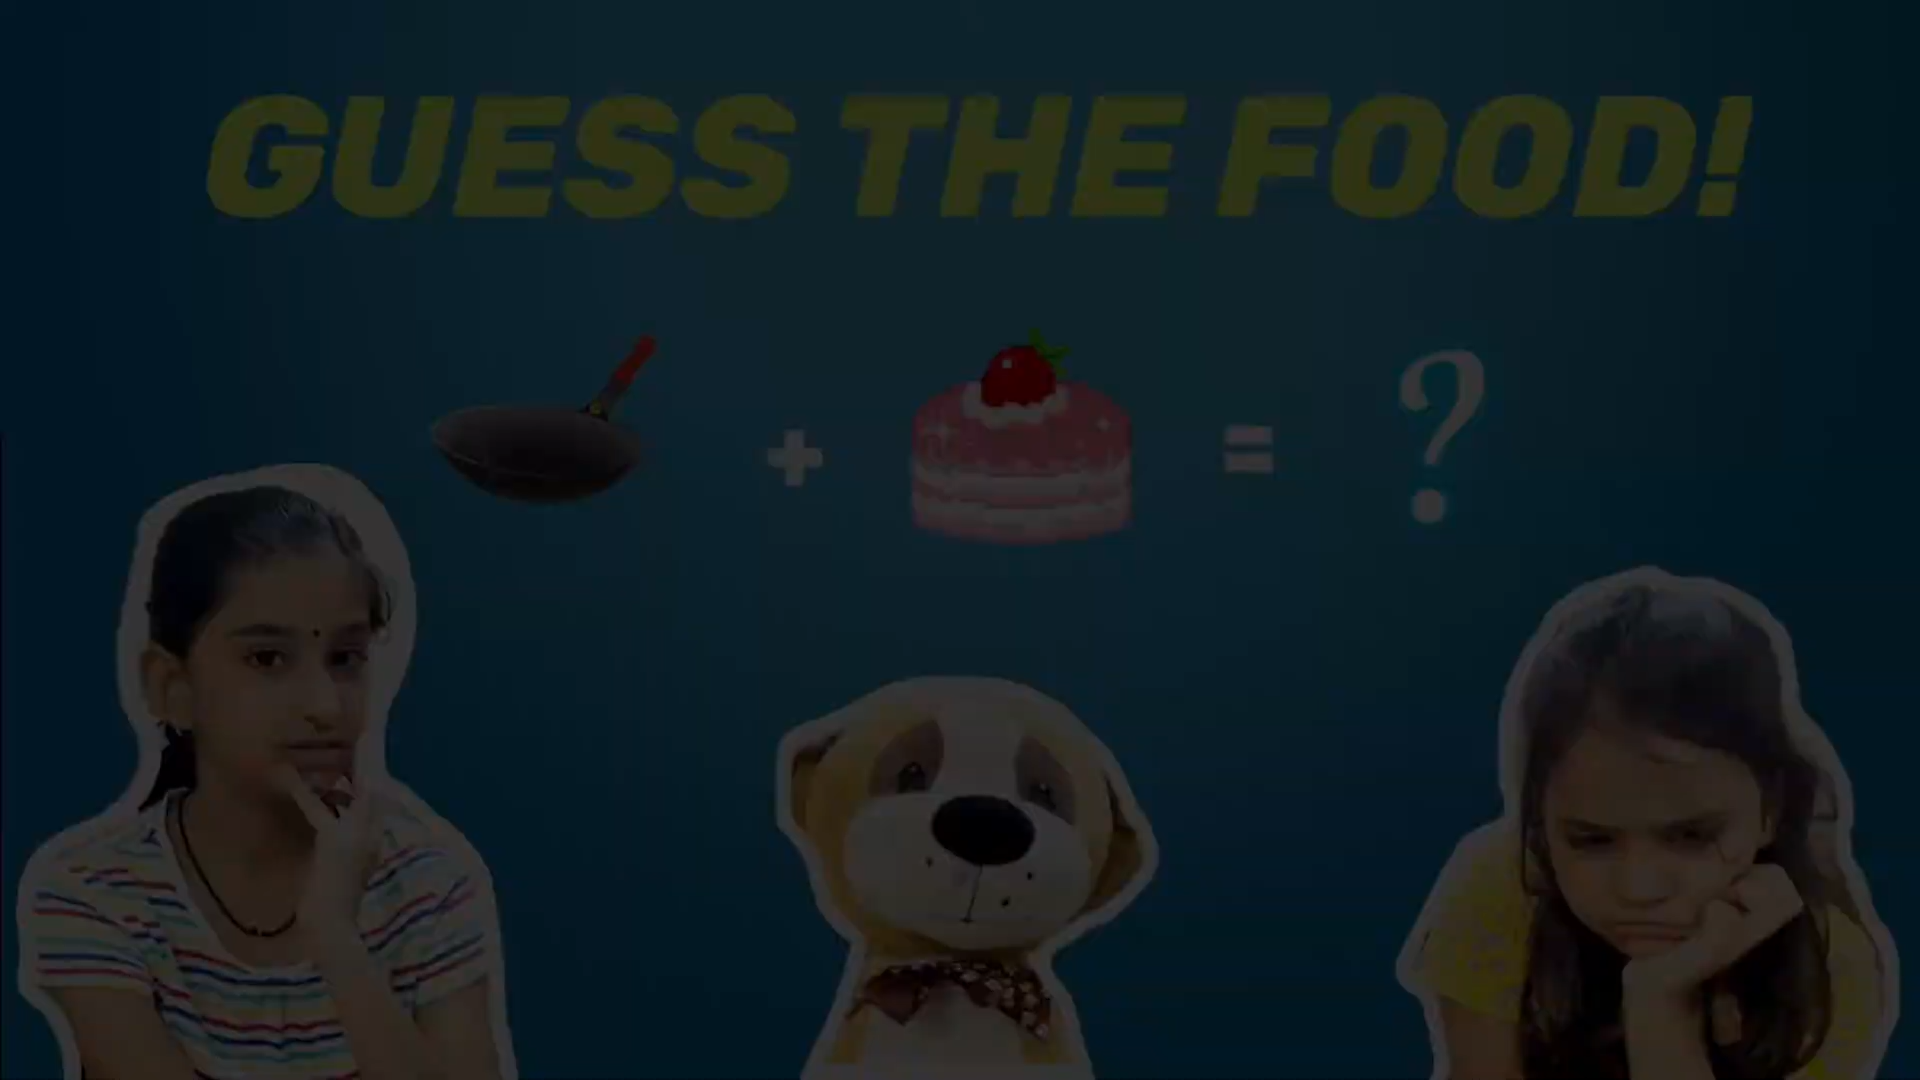 GUESS THE FOOD!
+ = ?